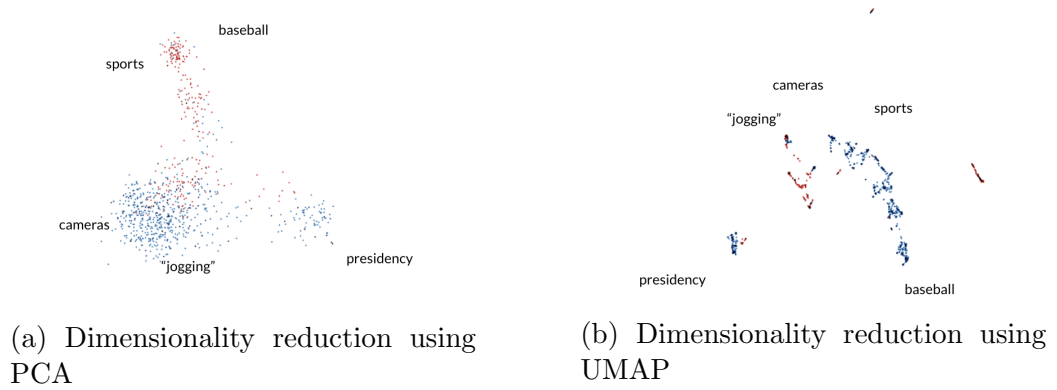 baseball
sports
cameras
"jogging"
presidency
(a) Dimensionality reduction using
PCA
cameras
sports
"jogging"
presidency
baseball
(b) Dimensionality reduction using
UMAP